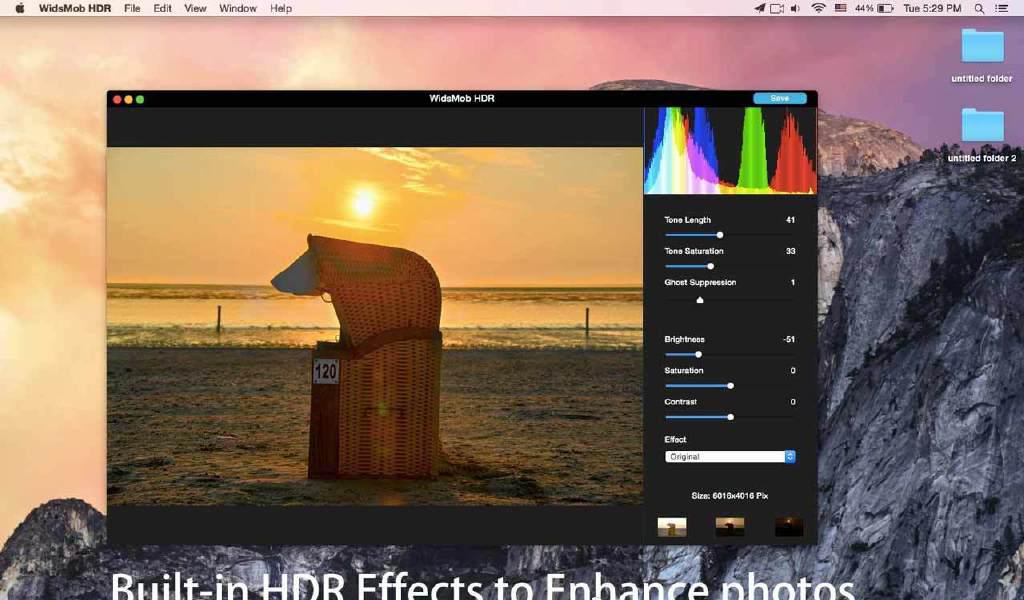 WidsMob HDR File Edit View Window Help 44% Tue 5:29 PM
untitled folder
untitled folder 2
WidsMob HDR Save
Tone Length 41
Tone Saturation 33
Ghost Suppression 1
Brightness -51
Saturation 0
Contrast 0
Effect
Original
Size: 6016x4016 Pix
120
Built-in HDR Effects to Enhance photos